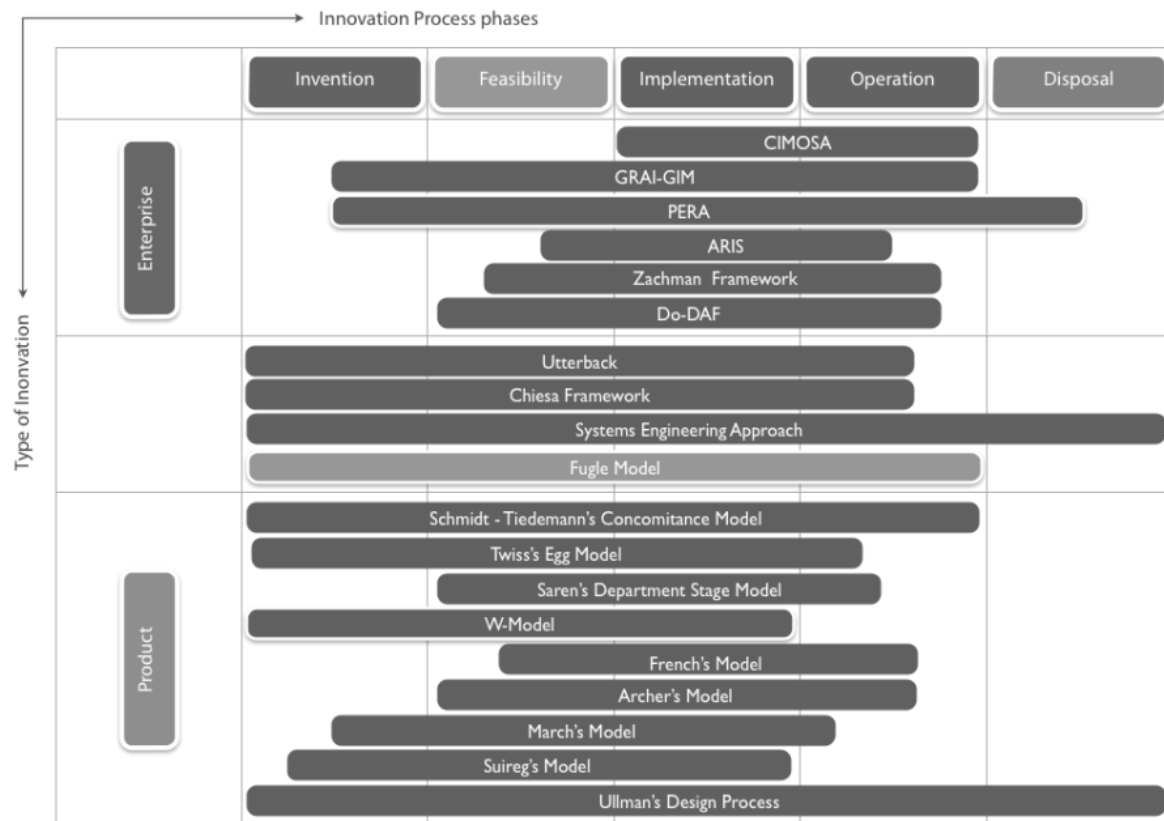 Innovation Process phases
Invention
Feasibility
Implementation
Operation
Disposal
Type of Inonvation
Enterprise
CIMOSA
GRAI-GIM
PERA
ARIS
Zachman Framework
Do-DAF
Utterback
Chiesa Framework
Systems Engineering Approach
Fugle Model
Product
Schmidt - Tiedemann's Concomitance Model
Twiss's Egg Model
Saren's Department Stage Model
W-Model
French's Model
Archer's Model
March's Model
Suireg's Model
Ullman's Design Process